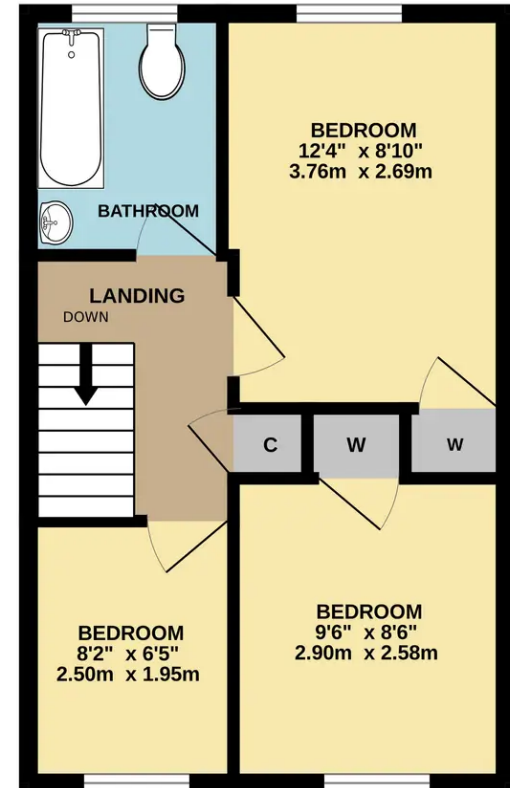 BEDROOM
12'4" x 8'10"
3.76m x 2.69m
BATHROOM
LANDING
DOWN
C
W
W
BEDROOM
8'2" x 6'5"
2.50m x 1.95m
BEDROOM
9'6" x 8'6"
2.90m x 2.58m